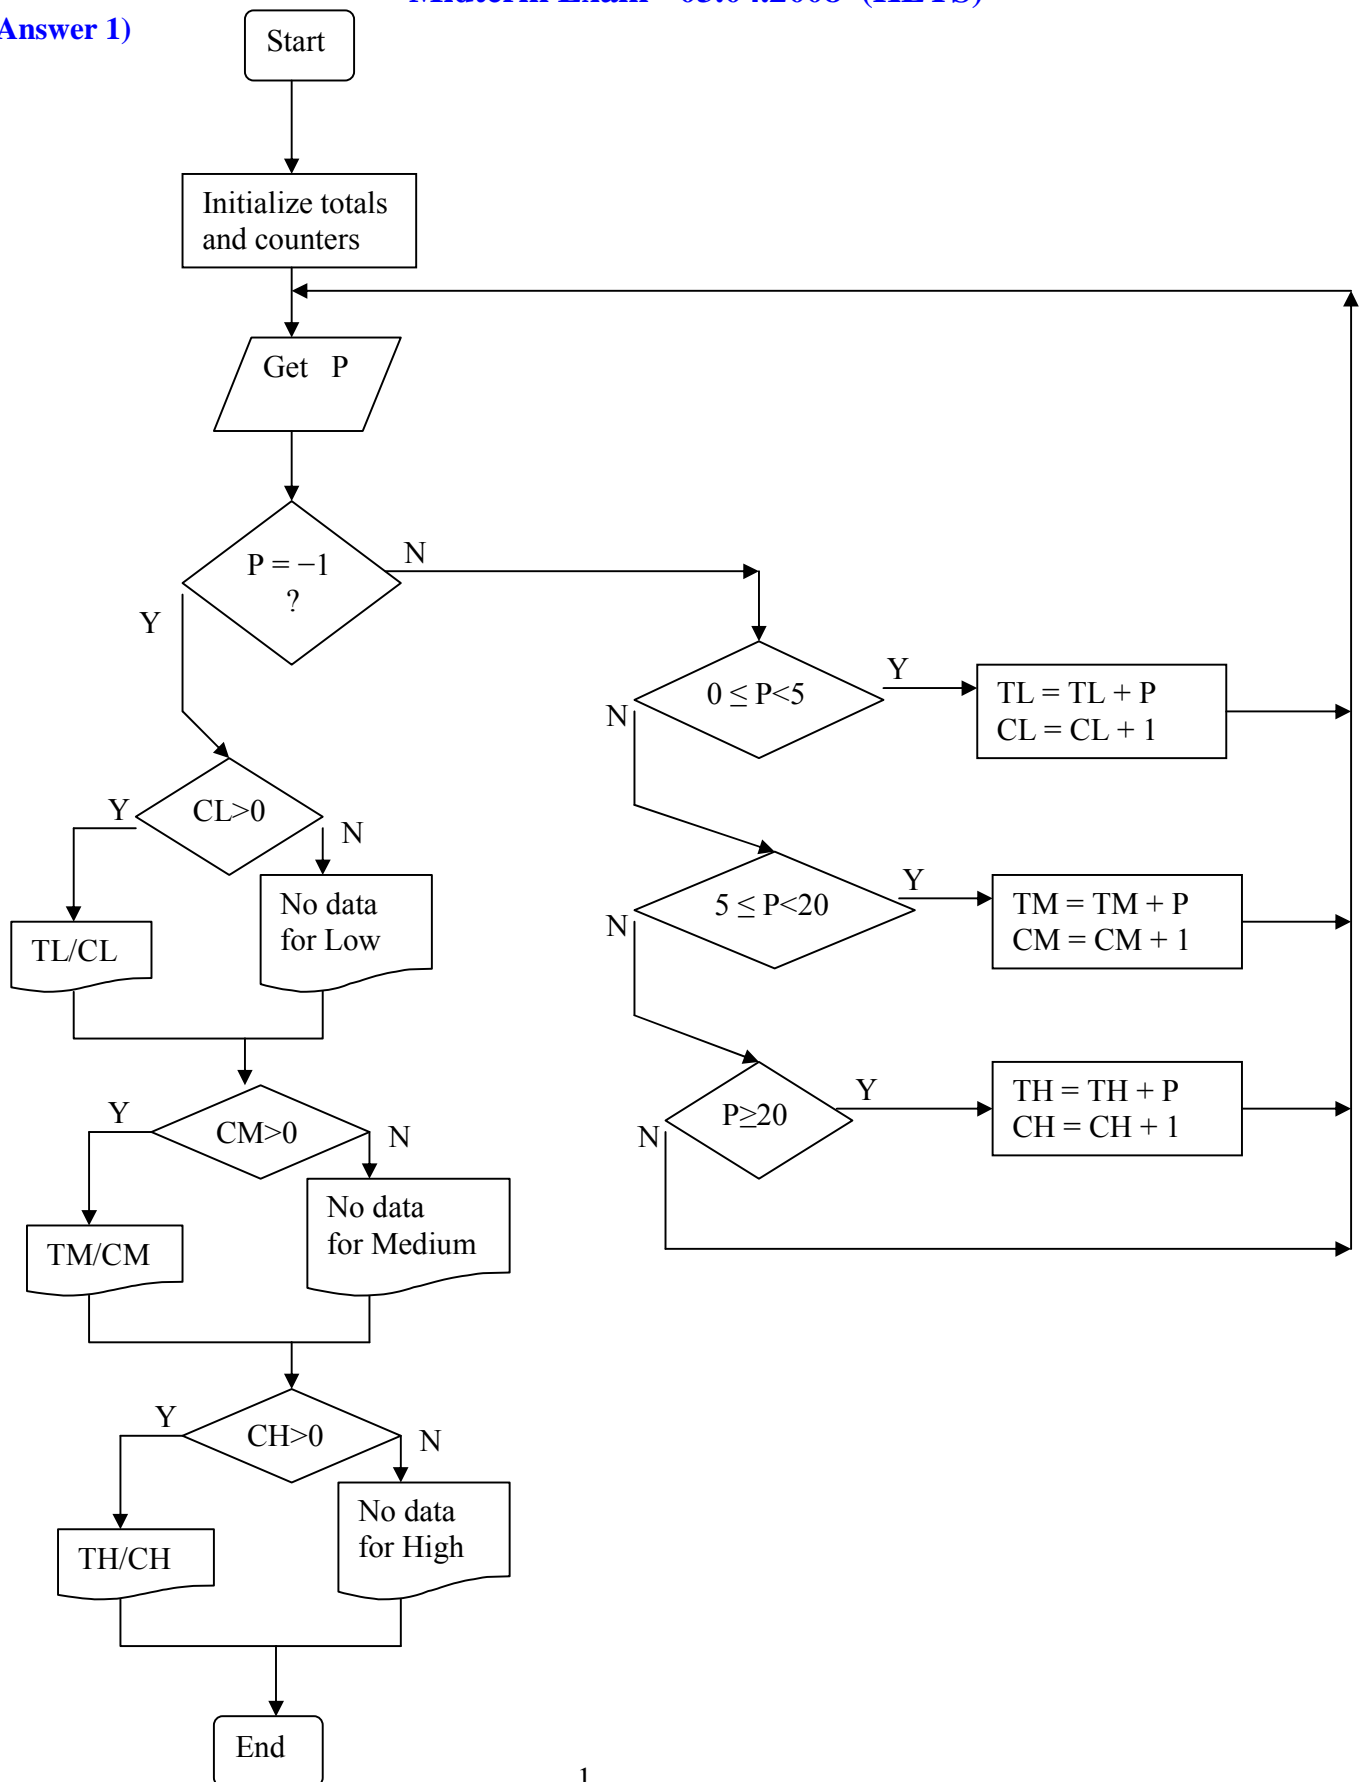 Midterm Exam
Answer 1)
Start
Initialize totals
and counters
Get P
P = −1
?
N
Y
0 ≤ P<5
Y
N
TL = TL + P
CL = CL + 1
CL>0
Y
N
TL/CL
No data
for Low
5 ≤ P<20
Y
N
TM = TM + P
CM = CM + 1
CM>0
Y
N
TM/CM
No data
for Medium
P≥20
Y
N
TH = TH + P
CH = CH + 1
CH>0
Y
N
TH/CH
No data
for High
End
1